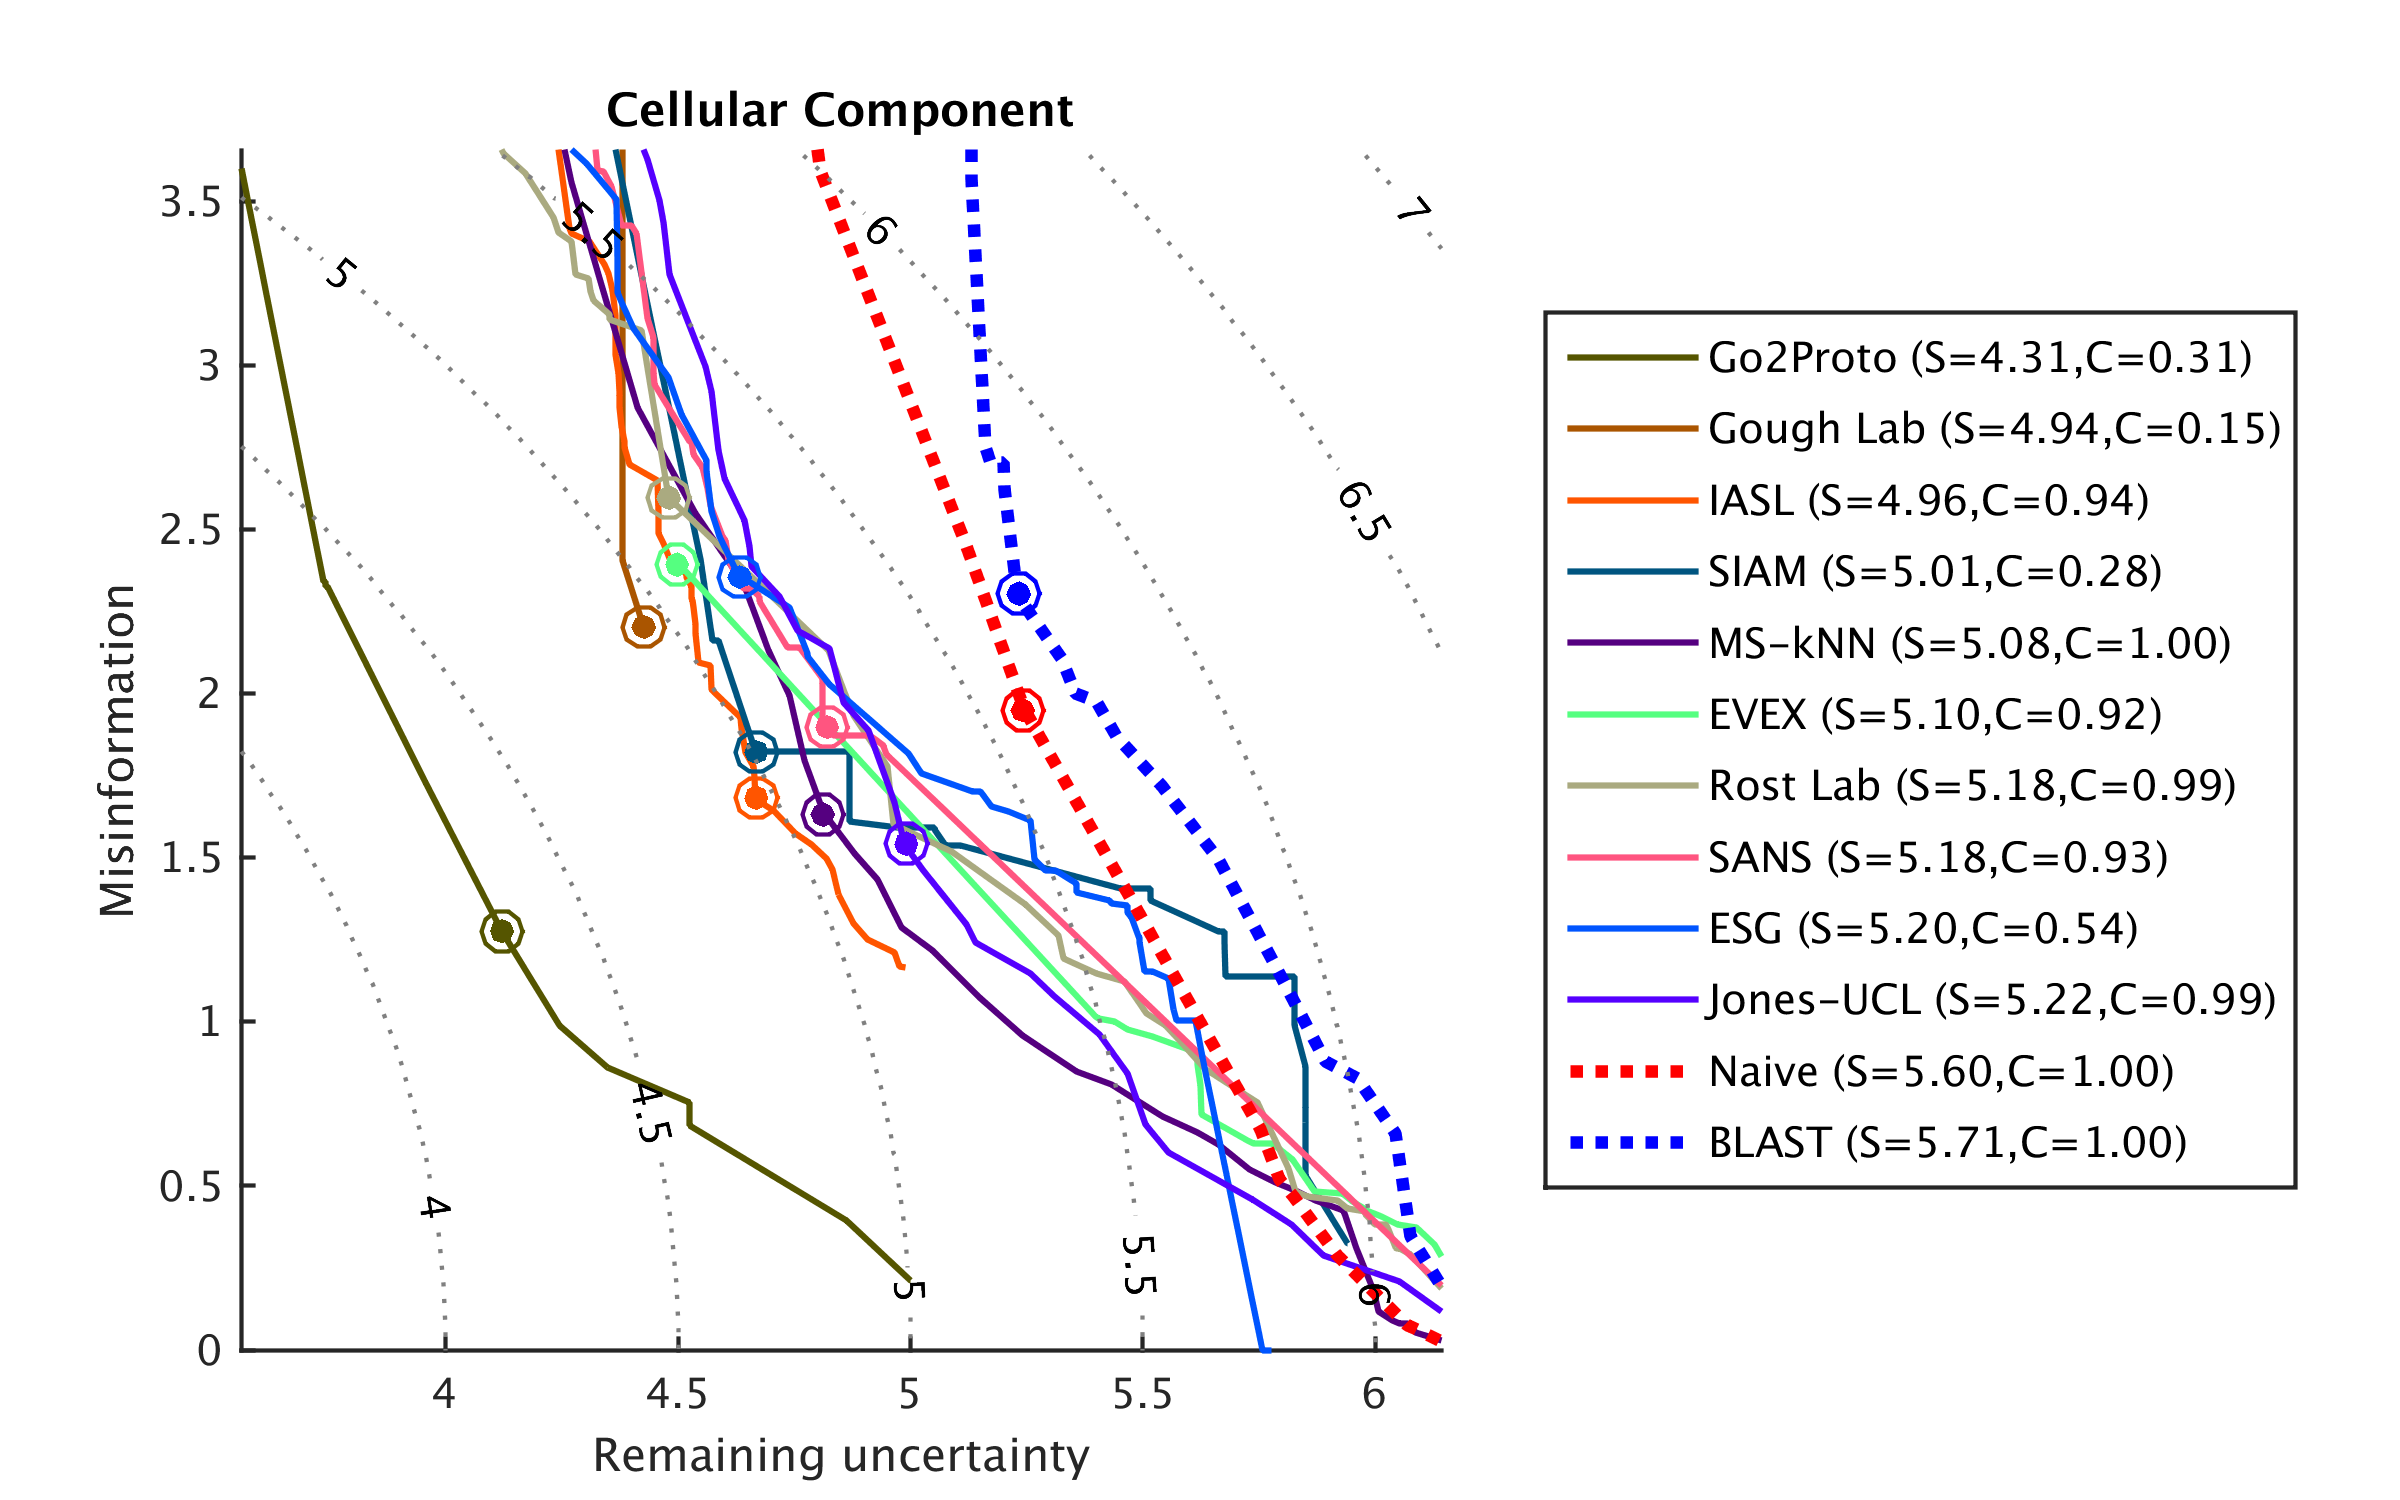 Cellular Component
3.5
3
2.5
2
1.5
1
0.5
0
Misinformation
4
4.5
5
5.5
6
Remaining uncertainty
5
5.5
6
7
6.5
4
4.5
5
5.5
6
Go2Proto (S=4.31,C=0.31)
Gough Lab (S=4.94,C=0.15)
IASL (S=4.96,C=0.94)
SIAM (S=5.01,C=0.28)
MS-kNN (S=5.08,C=1.00)
EVEX (S=5.10,C=0.92)
Rost Lab (S=5.18,C=0.99)
SANS (S=5.18,C=0.93)
ESG (S=5.20,C=0.54)
Jones-UCL (S=5.22,C=0.99)
Naive (S=5.60,C=1.00)
BLAST (S=5.71,C=1.00)